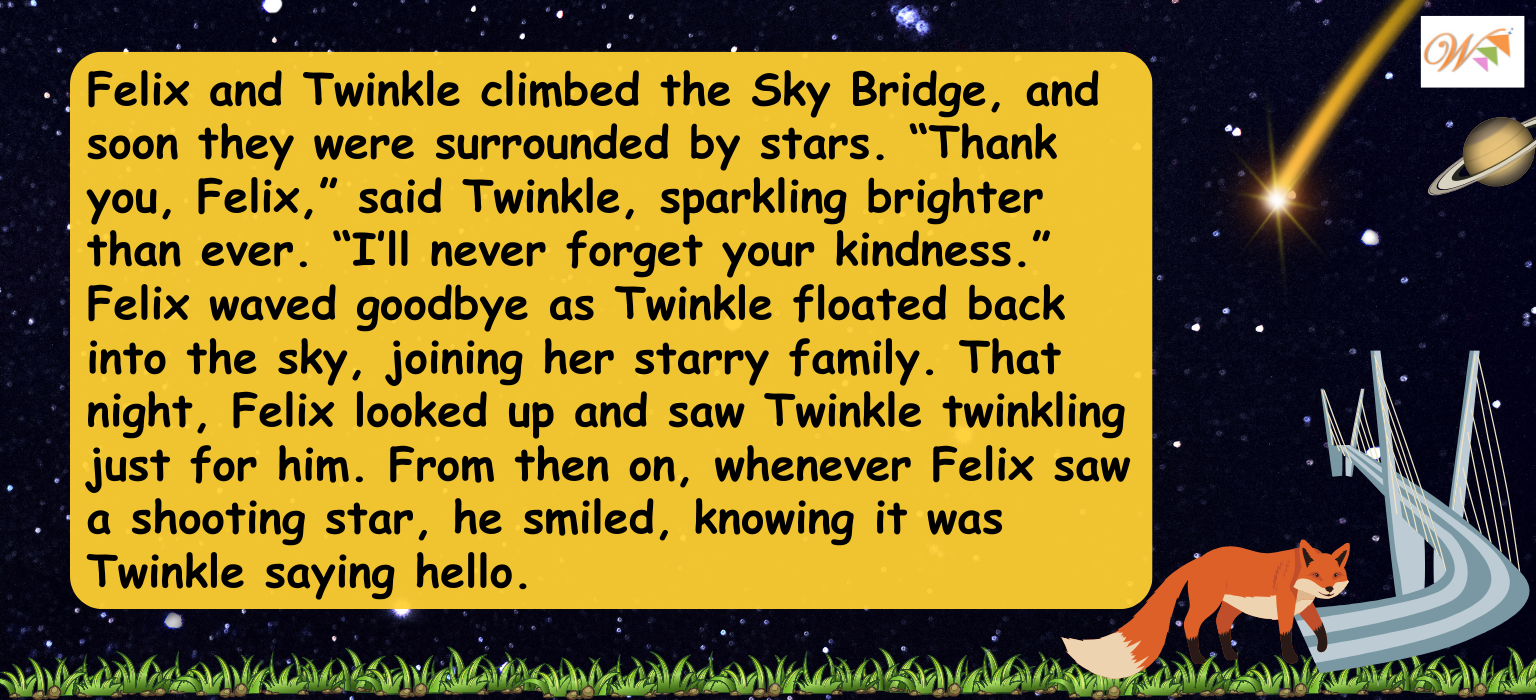 Felix and Twinkle climbed the Sky Bridge, and
soon they were surrounded by stars. “Thank
you, Felix,” said Twinkle, sparkling brighter
than ever. “I’ll never forget your kindness.”
Felix waved goodbye as Twinkle floated back
into the sky, joining her starry family. That
night, Felix looked up and saw Twinkle twinkling
just for him. From then on, whenever Felix saw
a shooting star, he smiled, knowing it was
Twinkle saying hello.
W